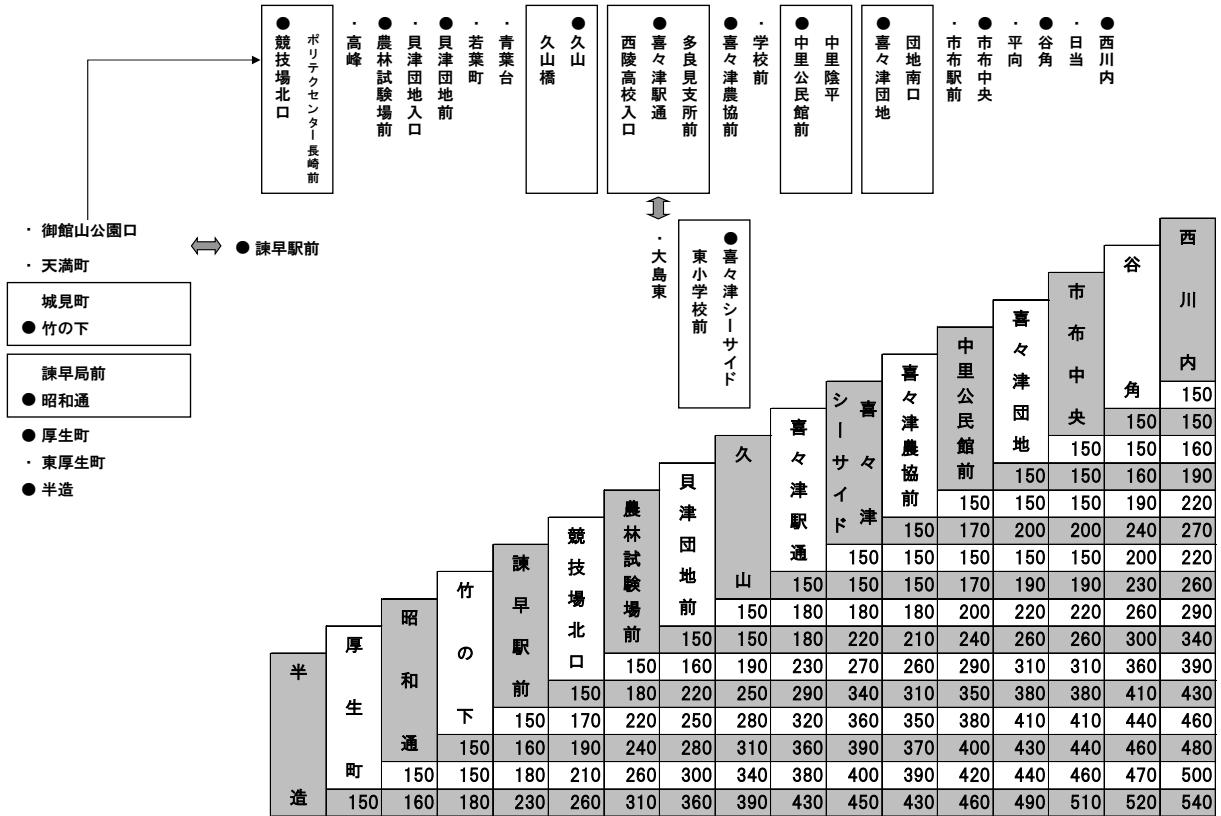 ● 競技場北口
ポリテクセンター長崎前
・ 高峰
● 農林試験場前
・ 貝津団地入口
● 貝津団地前
・ 若葉町
・ 青葉台
久山橋
● 久山
西陵高校入口
● 喜々津駅通
多良見支所前
● 喜々津農協前
・ 学校前
● 中里公民館前
中里陰平
● 喜々津団地
団地南口
・ 市布駅前
● 市布中央
・ 平向
● 谷角
・ 日当
● 西川内
・ 大島東
東小学校前
● 喜々津シーサイド
・ 御館山公園口
● 諫早駅前
・ 天満町
城見町
● 竹の下
諫早局前
● 昭和通
● 厚生町
・ 東厚生町
● 半造
半造
厚生町
昭和通
竹の下
諫早駅前
競技場北口
農林試験場前
貝津団地前
久山
喜々津駅通
喜々津シーサイド
喜々津農協前
中里公民館前
喜々津団地
市布中央
谷角
西川内
150
150 150
150 150 160
150 150 160 190
150 150 150 190 220
150 170 200 200 240 270
150 150 150 150 150 200 220
150 150 150 170 190 190 230 260
150 180 180 180 200 220 220 260 290
150 150 180 220 210 240 260 260 300 340
150 160 190 230 270 260 290 310 310 360 390
150 180 220 250 290 340 310 350 380 380 410 430
150 170 220 250 280 320 360 350 380 410 410 440 460
150 160 190 240 280 310 360 390 370 400 430 440 460 480
150 150 180 210 260 300 340 380 400 390 420 440 460 470 500
150 160 180 230 260 310 360 390 430 450 430 460 490 510 520 540